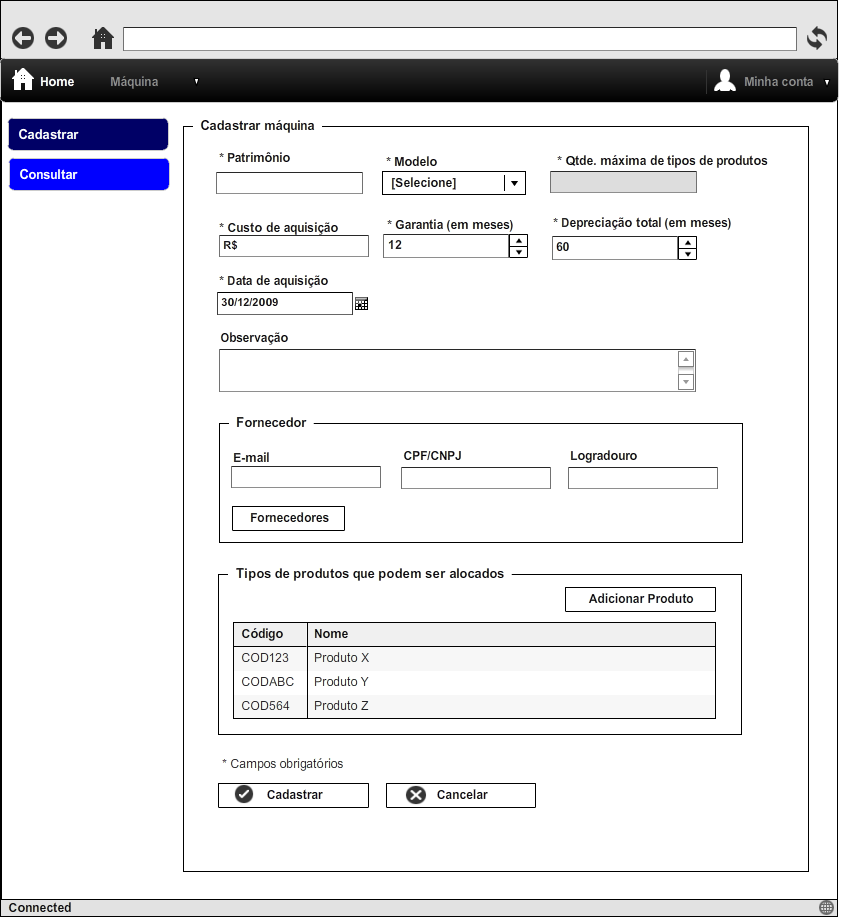 Home Máquina Minha conta
Cadastrar
Consultar
Cadastrar máquina
* Patrimônio * Modelo * Qtde. máxima de tipos de produtos
[Selecione]
* Custo de aquisição * Garantia (em meses) * Depreciação total (em meses)
R$ 12 60
* Data de aquisição
30/12/2009
Observação
Fornecedor
E-mail CPF/CNPJ Logradouro
Fornecedores
Tipos de produtos que podem ser alocados
Adicionar Produto
Código Nome
COD123 Produto X
CODABC Produto Y
COD564 Produto Z
* Campos obrigatórios
Cadastrar Cancelar
Connected